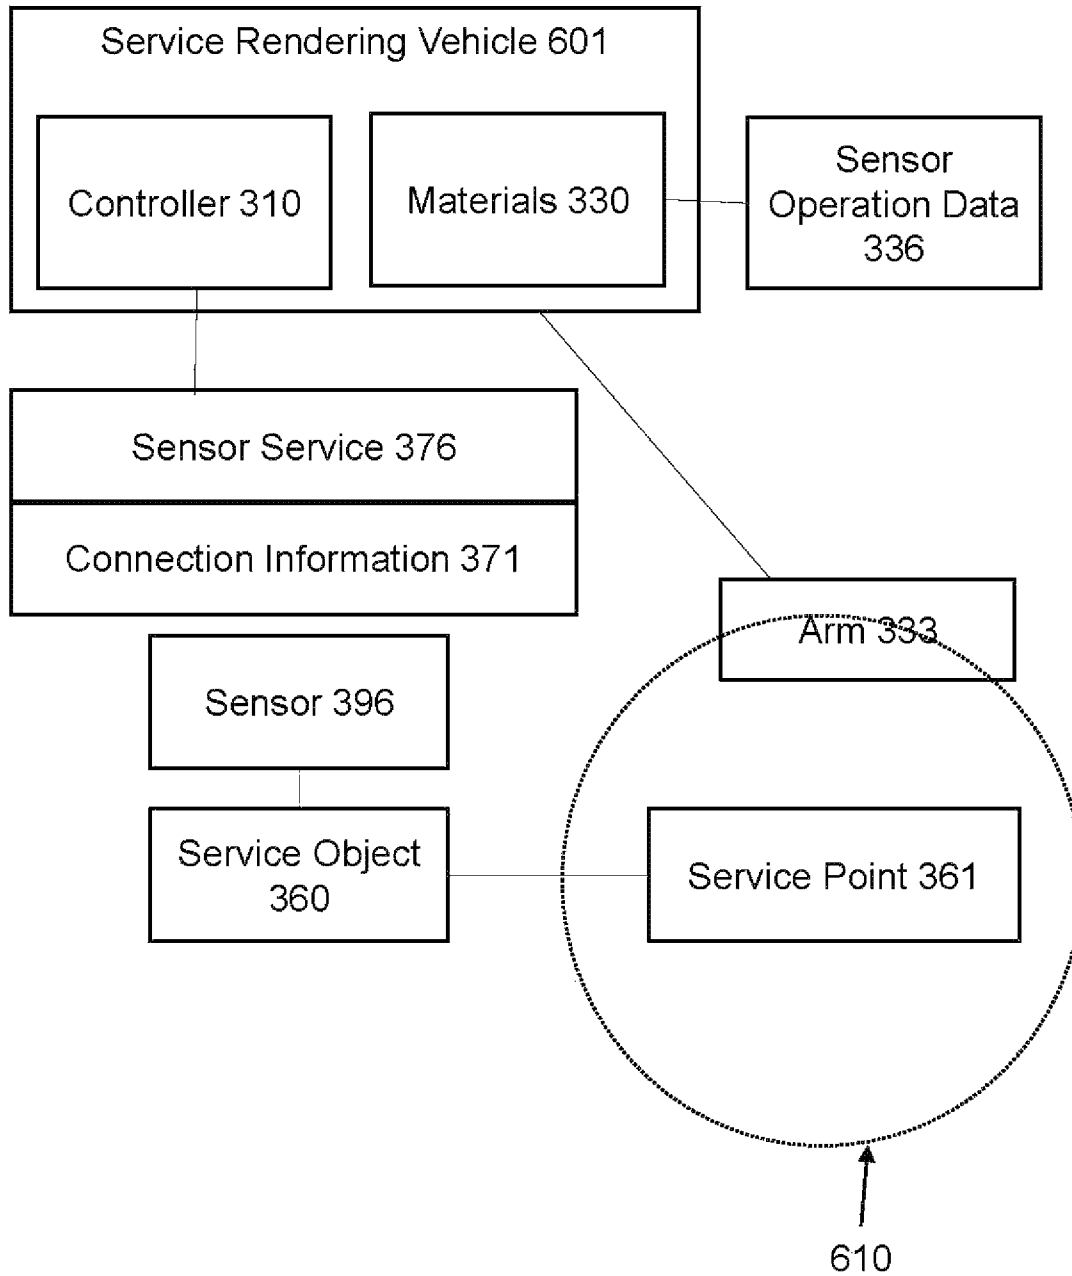 Service Rendering Vehicle 601
Controller 310
Materials 330
Sensor
Operation Data
336
Sensor Service 376
Connection Information 371
Arm 333
Sensor 396
Service Object
360
Service Point 361
610